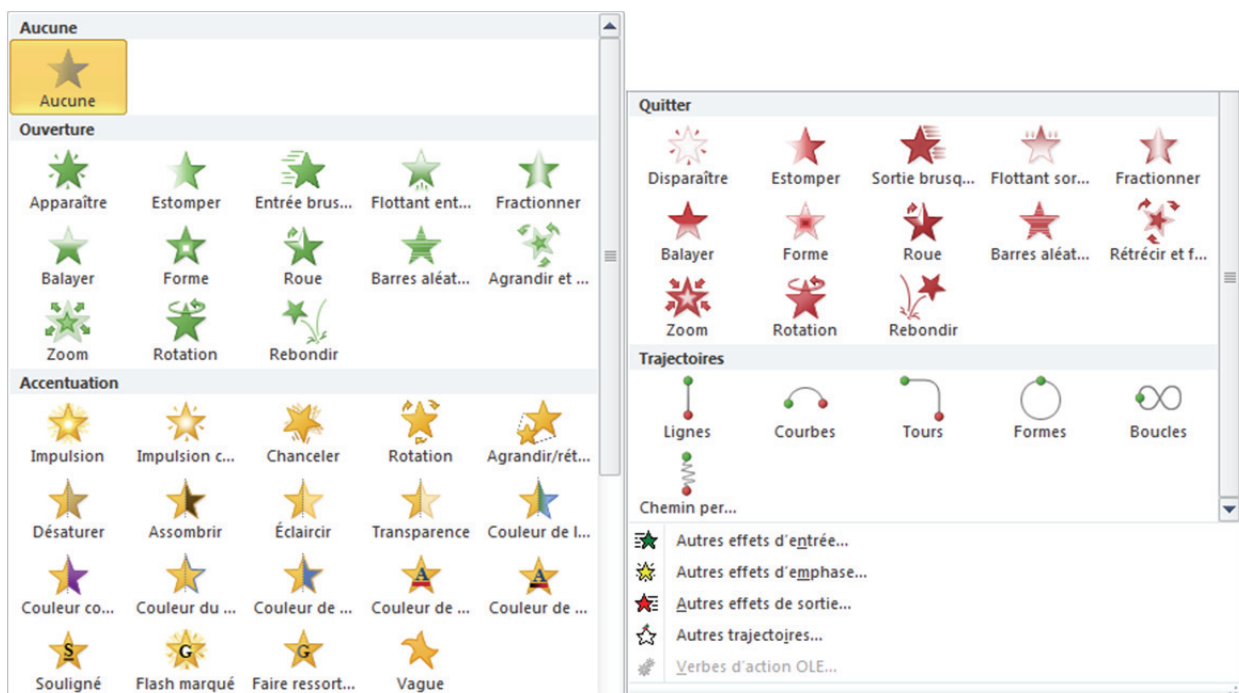 Aucune
Aucune
Ouverture
Apparaître Estomper Entrée brus... Flottant ent... Fractionner
Balayer Forme Roue Barres aléat... Agrandir et ...
Zoom Rotation Rebondir
Accentuation
Impulsion Impulsion c... Chanceler Rotation Agrandir/rét...
Désaturer Assombrir Éclaircir Transparence Couleur de l...
Couleur co... Couleur du ... Couleur de ... Couleur de ... Couleur de ...
Souligné Flash marqué Faire ressort... Vague
Quitter
Disparaître Estomper Sortie brusq... Flottant sor... Fractionner
Balayer Forme Roue Barres aléat... Rétrécir et f...
Zoom Rotation Rebondir
Trajectoires
Lignes Courbes Tours Formes Boucles
Chemin per...
Autres effets d'entrée...
Autres effets d'emphase...
Autres effets de sortie...
Autres trajectoires...
Verbes d'action OLE...